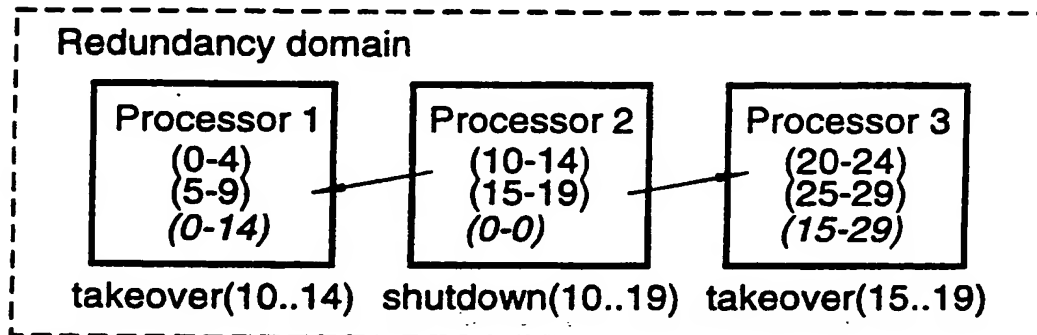 Redundancy domain
Processor 1
(0-4)
(5-9)
(0-14)
Processor 2
(10-14)
(15-19)
(0-0)
Processor 3
(20-24)
(25-29)
(15-29)
takeover(10..14) shutdown(10..19) takeover(15..19)